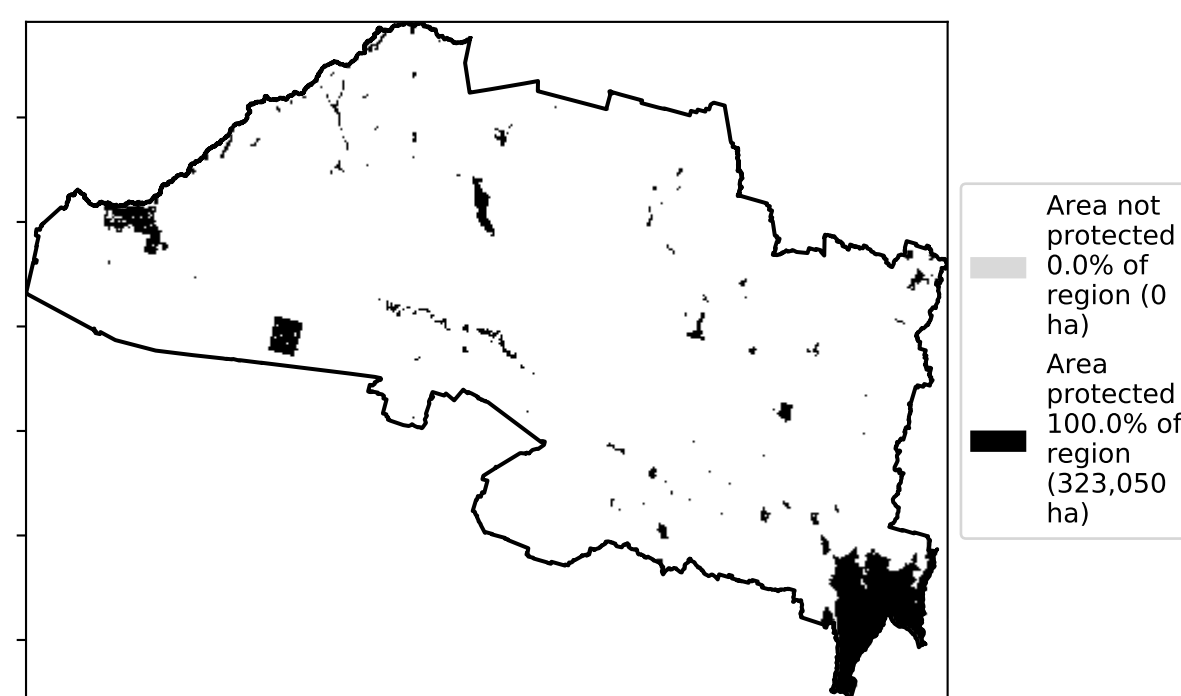 Area not
protected
0.0% of
region (0
ha)
Area
protected
100.0% of
region
(323,050
ha)